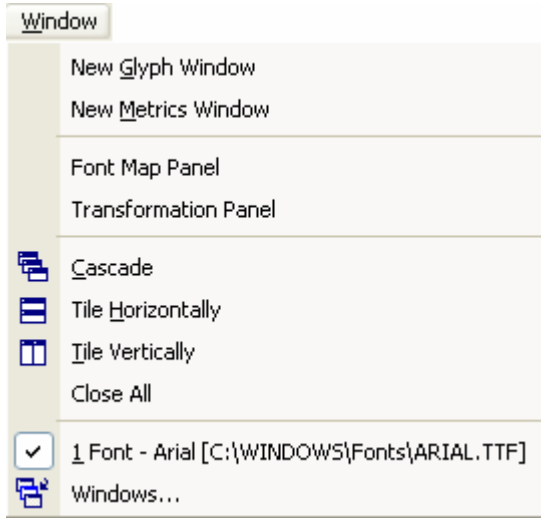 Window
New Glyph Window
New Metrics Window
Font Map Panel
Transformation Panel
Cascade
Tile Horizontally
Tile Vertically
Close All
1 Font - Arial [C:\WINDOWS\Fonts\ARIAL.TTF]
Windows...